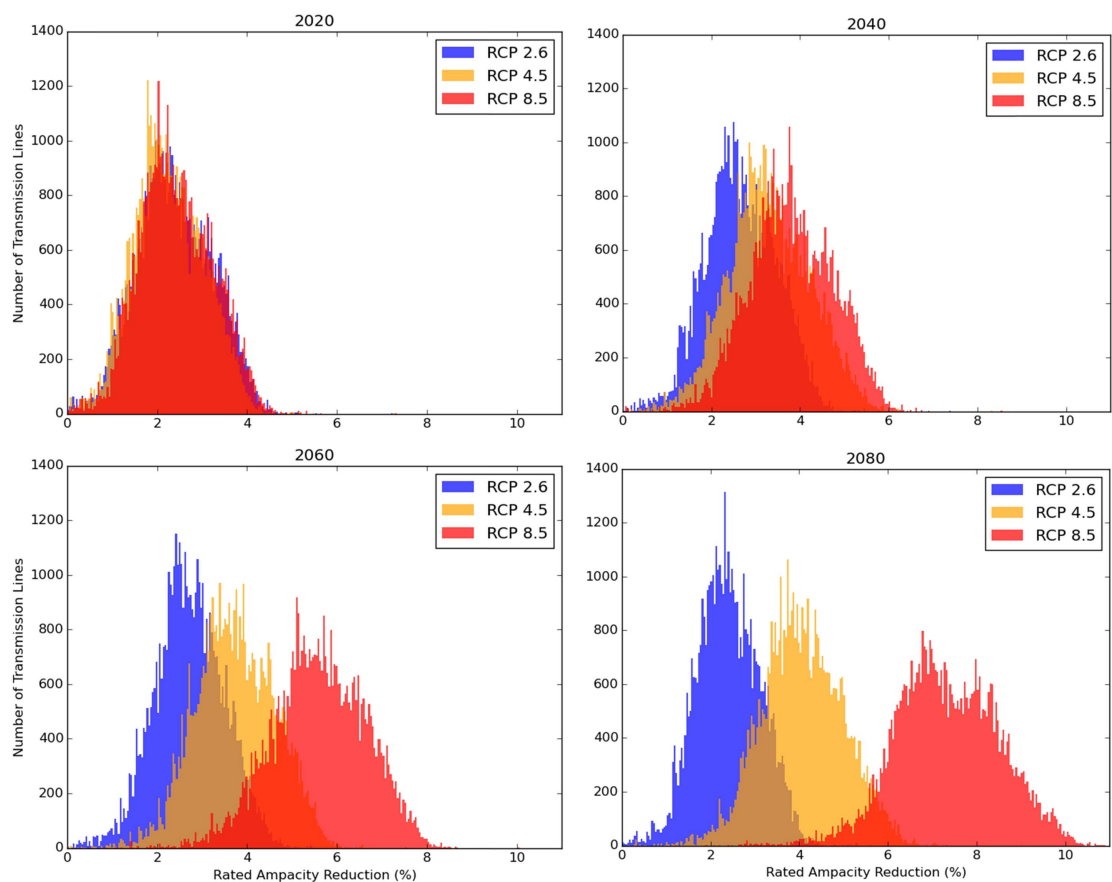 2020
1400
1200
1000
800
600
400
200
0
Number of Transmission Lines
RCP 2.6
RCP 4.5
RCP 8.5
0 2 4 6 8 10
2040
1400
1200
1000
800
600
400
200
0
RCP 2.6
RCP 4.5
RCP 8.5
0 2 4 6 8 10
2060
1400
1200
1000
800
600
400
200
0
Number of Transmission Lines
RCP 2.6
RCP 4.5
RCP 8.5
0 2 4 6 8 10
Rated Ampacity Reduction (%)
2080
1400
1200
1000
800
600
400
200
0
RCP 2.6
RCP 4.5
RCP 8.5
0 2 4 6 8 10
Rated Ampacity Reduction (%)